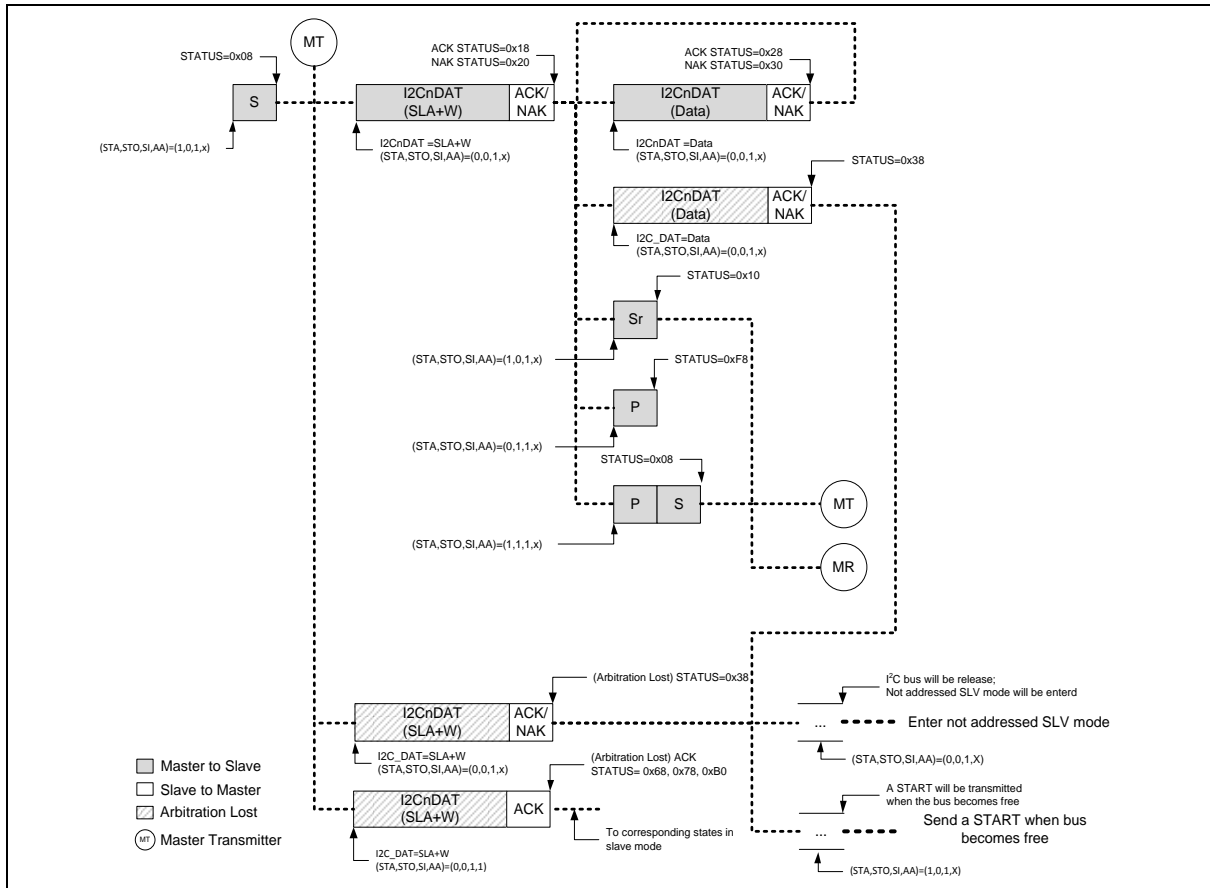 MT
STATUS=0x08
ACK STATUS=0x18
NAK STATUS=0x20
ACK STATUS=0x28
NAK STATUS=0x30
S
I2CnDAT
(SLA+W)
ACK/
NAK
I2CnDAT
(Data)
ACK/
NAK
(STA,STO,SI,AA)=(1,0,1,x)
I2CnDAT =SLA+W
(STA,STO,SI,AA)=(0,0,1,x)
I2CnDAT =Data
(STA,STO,SI,AA)=(0,0,1,x)
STATUS=0x38
I2CnDAT
(Data)
ACK/
NAK
I2C_DAT=Data
(STA,STO,SI,AA)=(0,0,1,x)
STATUS=0x10
Sr
(STA,STO,SI,AA)=(1,0,1,x)
STATUS=0xF8
P
(STA,STO,SI,AA)=(0,1,1,x)
STATUS=0x08
P
S
MT
(STA,STO,SI,AA)=(1,1,1,x)
MR
(Arbitration Lost) STATUS=0x38
I2C bus will be release;
Not addressed SLV mode will be enterd
I2CnDAT
(SLA+W)
ACK/
NAK
...
Enter not addressed SLV mode
I2C_DAT=SLA+W
(STA,STO,SI,AA)=(0,0,1,x)
(STA,STO,SI,AA)=(0,0,1,X)
(Arbitration Lost) ACK
STATUS= 0x68, 0x78, 0xB0
I2CnDAT
(SLA+W)
ACK
To corresponding states in
slave mode
I2C_DAT=SLA+W
(STA,STO,SI,AA)=(0,0,1,1)
A START will be transmitted
when the bus becomes free
...
Send a START when bus
becomes free
(STA,STO,SI,AA)=(1,0,1,X)
Master to Slave
Slave to Master
Arbitration Lost
MT
Master Transmitter